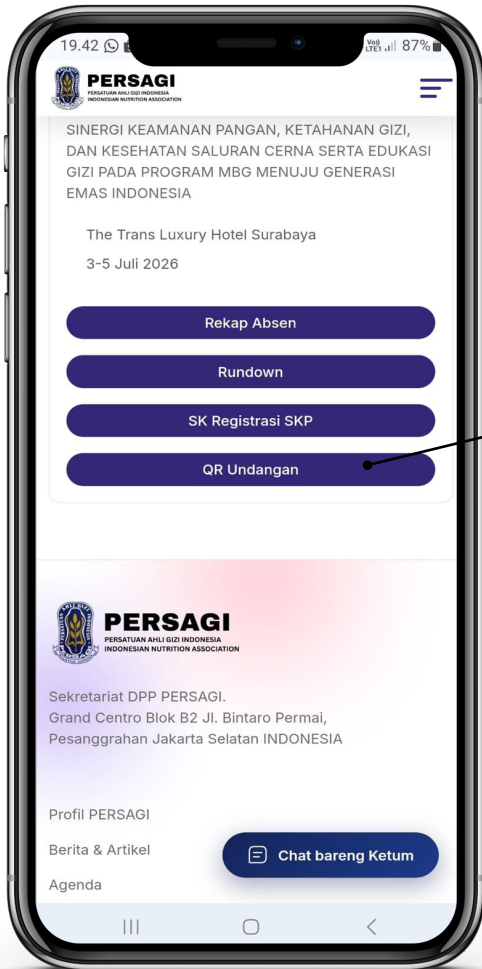 19.42
Vo))
LTE1 87%
PERSAGI
PERSATUAN AHLI GIZI INDONESIA
INDONESIAN NUTRITION ASSOCIATION
SINERGI KEAMANAN PANGAN, KETAHANAN GIZI,
DAN KESEHATAN SALURAN CERNA SERTA EDUKASI
GIZI PADA PROGRAM MBG MENUJU GENERASI
EMAS INDONESIA
The Trans Luxury Hotel Surabaya
3-5 Juli 2026
Rekap Absen
Rundown
SK Registrasi SKP
QR Undangan
PERSAGI
PERSATUAN AHLI GIZI INDONESIA
INDONESIAN NUTRITION ASSOCIATION
Sekretariat DPP PERSAGI.
Grand Centro Blok B2 Jl. Bintaro Permai,
Pesanggrahan Jakarta Selatan INDONESIA
Profil PERSAGI
Berita & Artikel
Chat bareng Ketum
Agenda